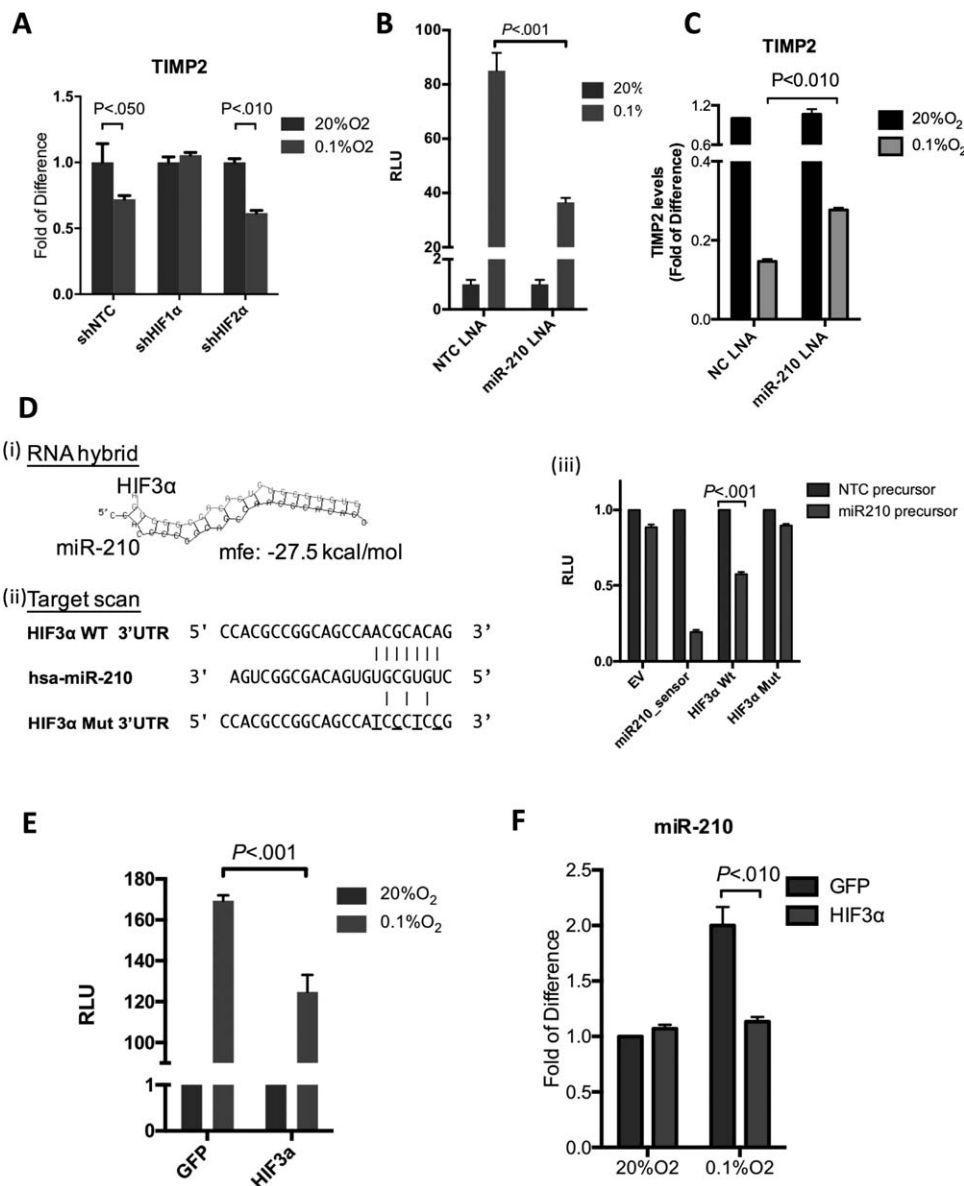 A
TIMP2
Fold of Difference
1.5
1.0
0.5
0.0
P<.050
P<.010
20%O2
0.1%O2
shNTC
shHIF1α
shHIF2α
B
RLU
100
80
60
40
20
2
1
0
P<.001
20%
0.1%
NTC LNA
miR-210 LNA
C
TIMP2
TIMP2 levels
(Fold of Difference)
1.2
0.6
0.4
0.2
0.0
P<0.010
20%O2
0.1%O2
NC LNA
miR-210 LNA
D
(i) RNA hybrid
HIF3α
5'
miR-210
mfe: -27.5 kcal/mol
(ii) Target scan
HIF3α WT 3'UTR 5' CCACGCCGGCAGCCAACGCACAG 3'
hsa-miR-210 3' AGUCGGCGACAGUGUGCGUGUC 5'
HIF3α Mut 3'UTR 5' CCACGCCGGCAGCCATCCCTCCG 3'
(iii)
RLU
1.0
0.5
0.0
P<.001
NTC precursor
miR210 precursor
EV
miR210_sensor
HIF3α Wt
HIF3α Mut
E
RLU
180
160
140
120
100
1
0
P<.001
20%O2
0.1%O2
GFP
HIF3a
F
miR-210
Fold of Difference
2.5
2.0
1.5
1.0
0.5
0.0
P<.010
GFP
HIF3α
20%O2
0.1%O2